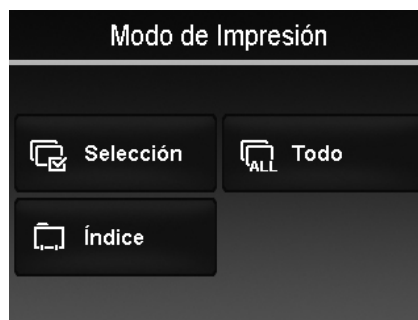 Modo de Impresión
Selección
ALL Todo
Índice